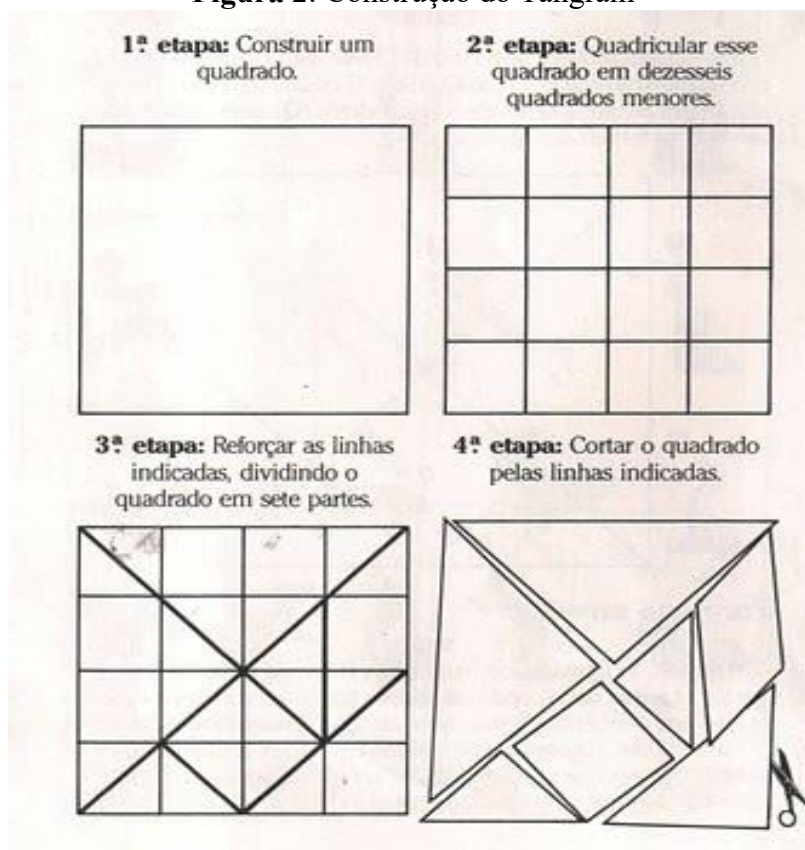 Figura 2: Construção do Tangram
1ª etapa: Construir um
quadrado.
2ª etapa: Quadricular esse
quadrado em dezesseis
quadrados menores.
3ª etapa: Reforçar as linhas
indicadas, dividindo o
quadrado em sete partes.
4ª etapa: Cortar o quadrado
pelas linhas indicadas.